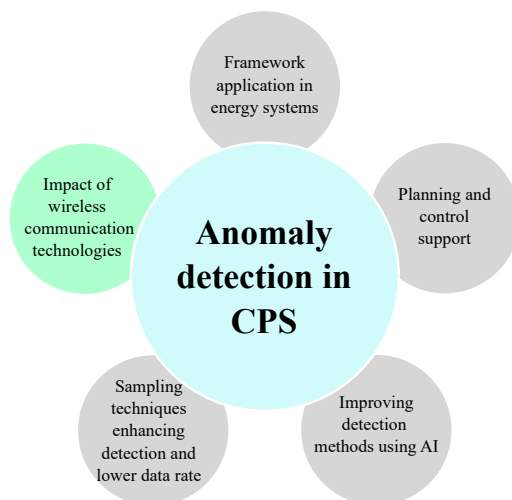 Framework
application in
energy systems
Impact of
wireless
communication
technologies
Planning and
control
support
Anomaly
detection in
CPS
Sampling
techniques
enhancing
detection and
lower data rate
Improving
detection
methods using AI